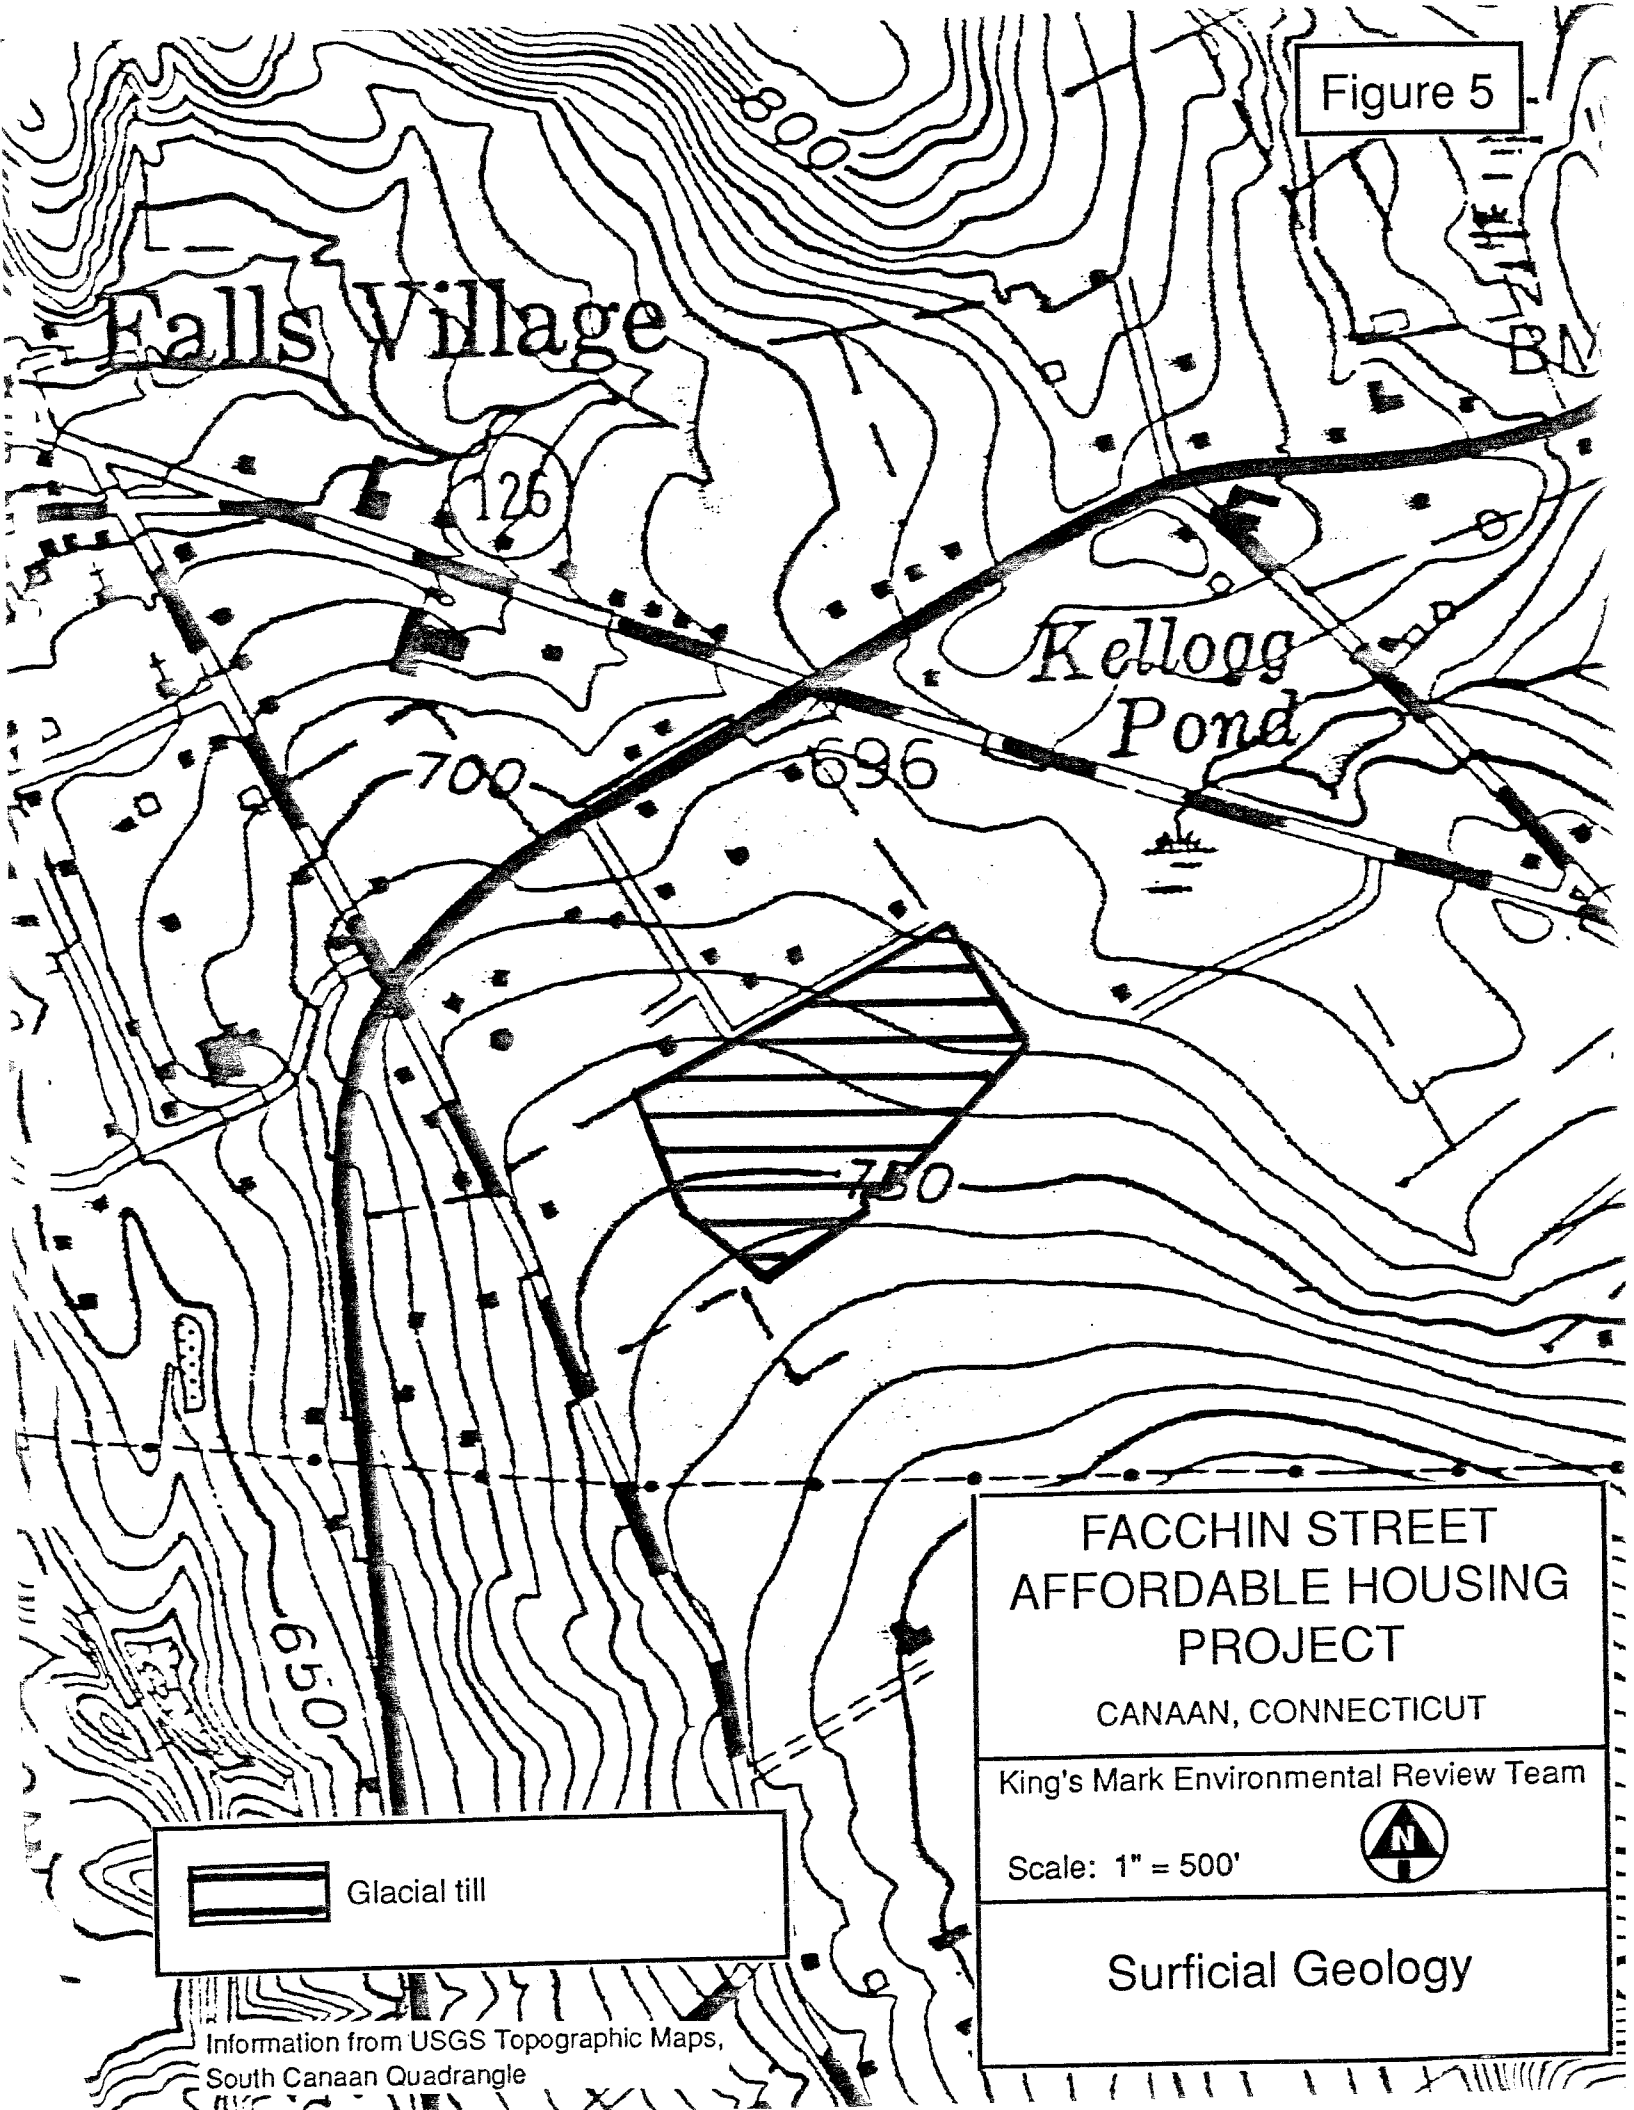 Figure 5
800
Falls Village
BM
126
Kellogg
Pond
700
696
750
650
FACCHIN STREET
AFFORDABLE HOUSING
PROJECT
CANAAN, CONNECTICUT
King's Mark Environmental Review Team
N
Scale: 1" = 500'
Surficial Geology
Glacial till
Information from USGS Topographic Maps,
South Canaan Quadrangle